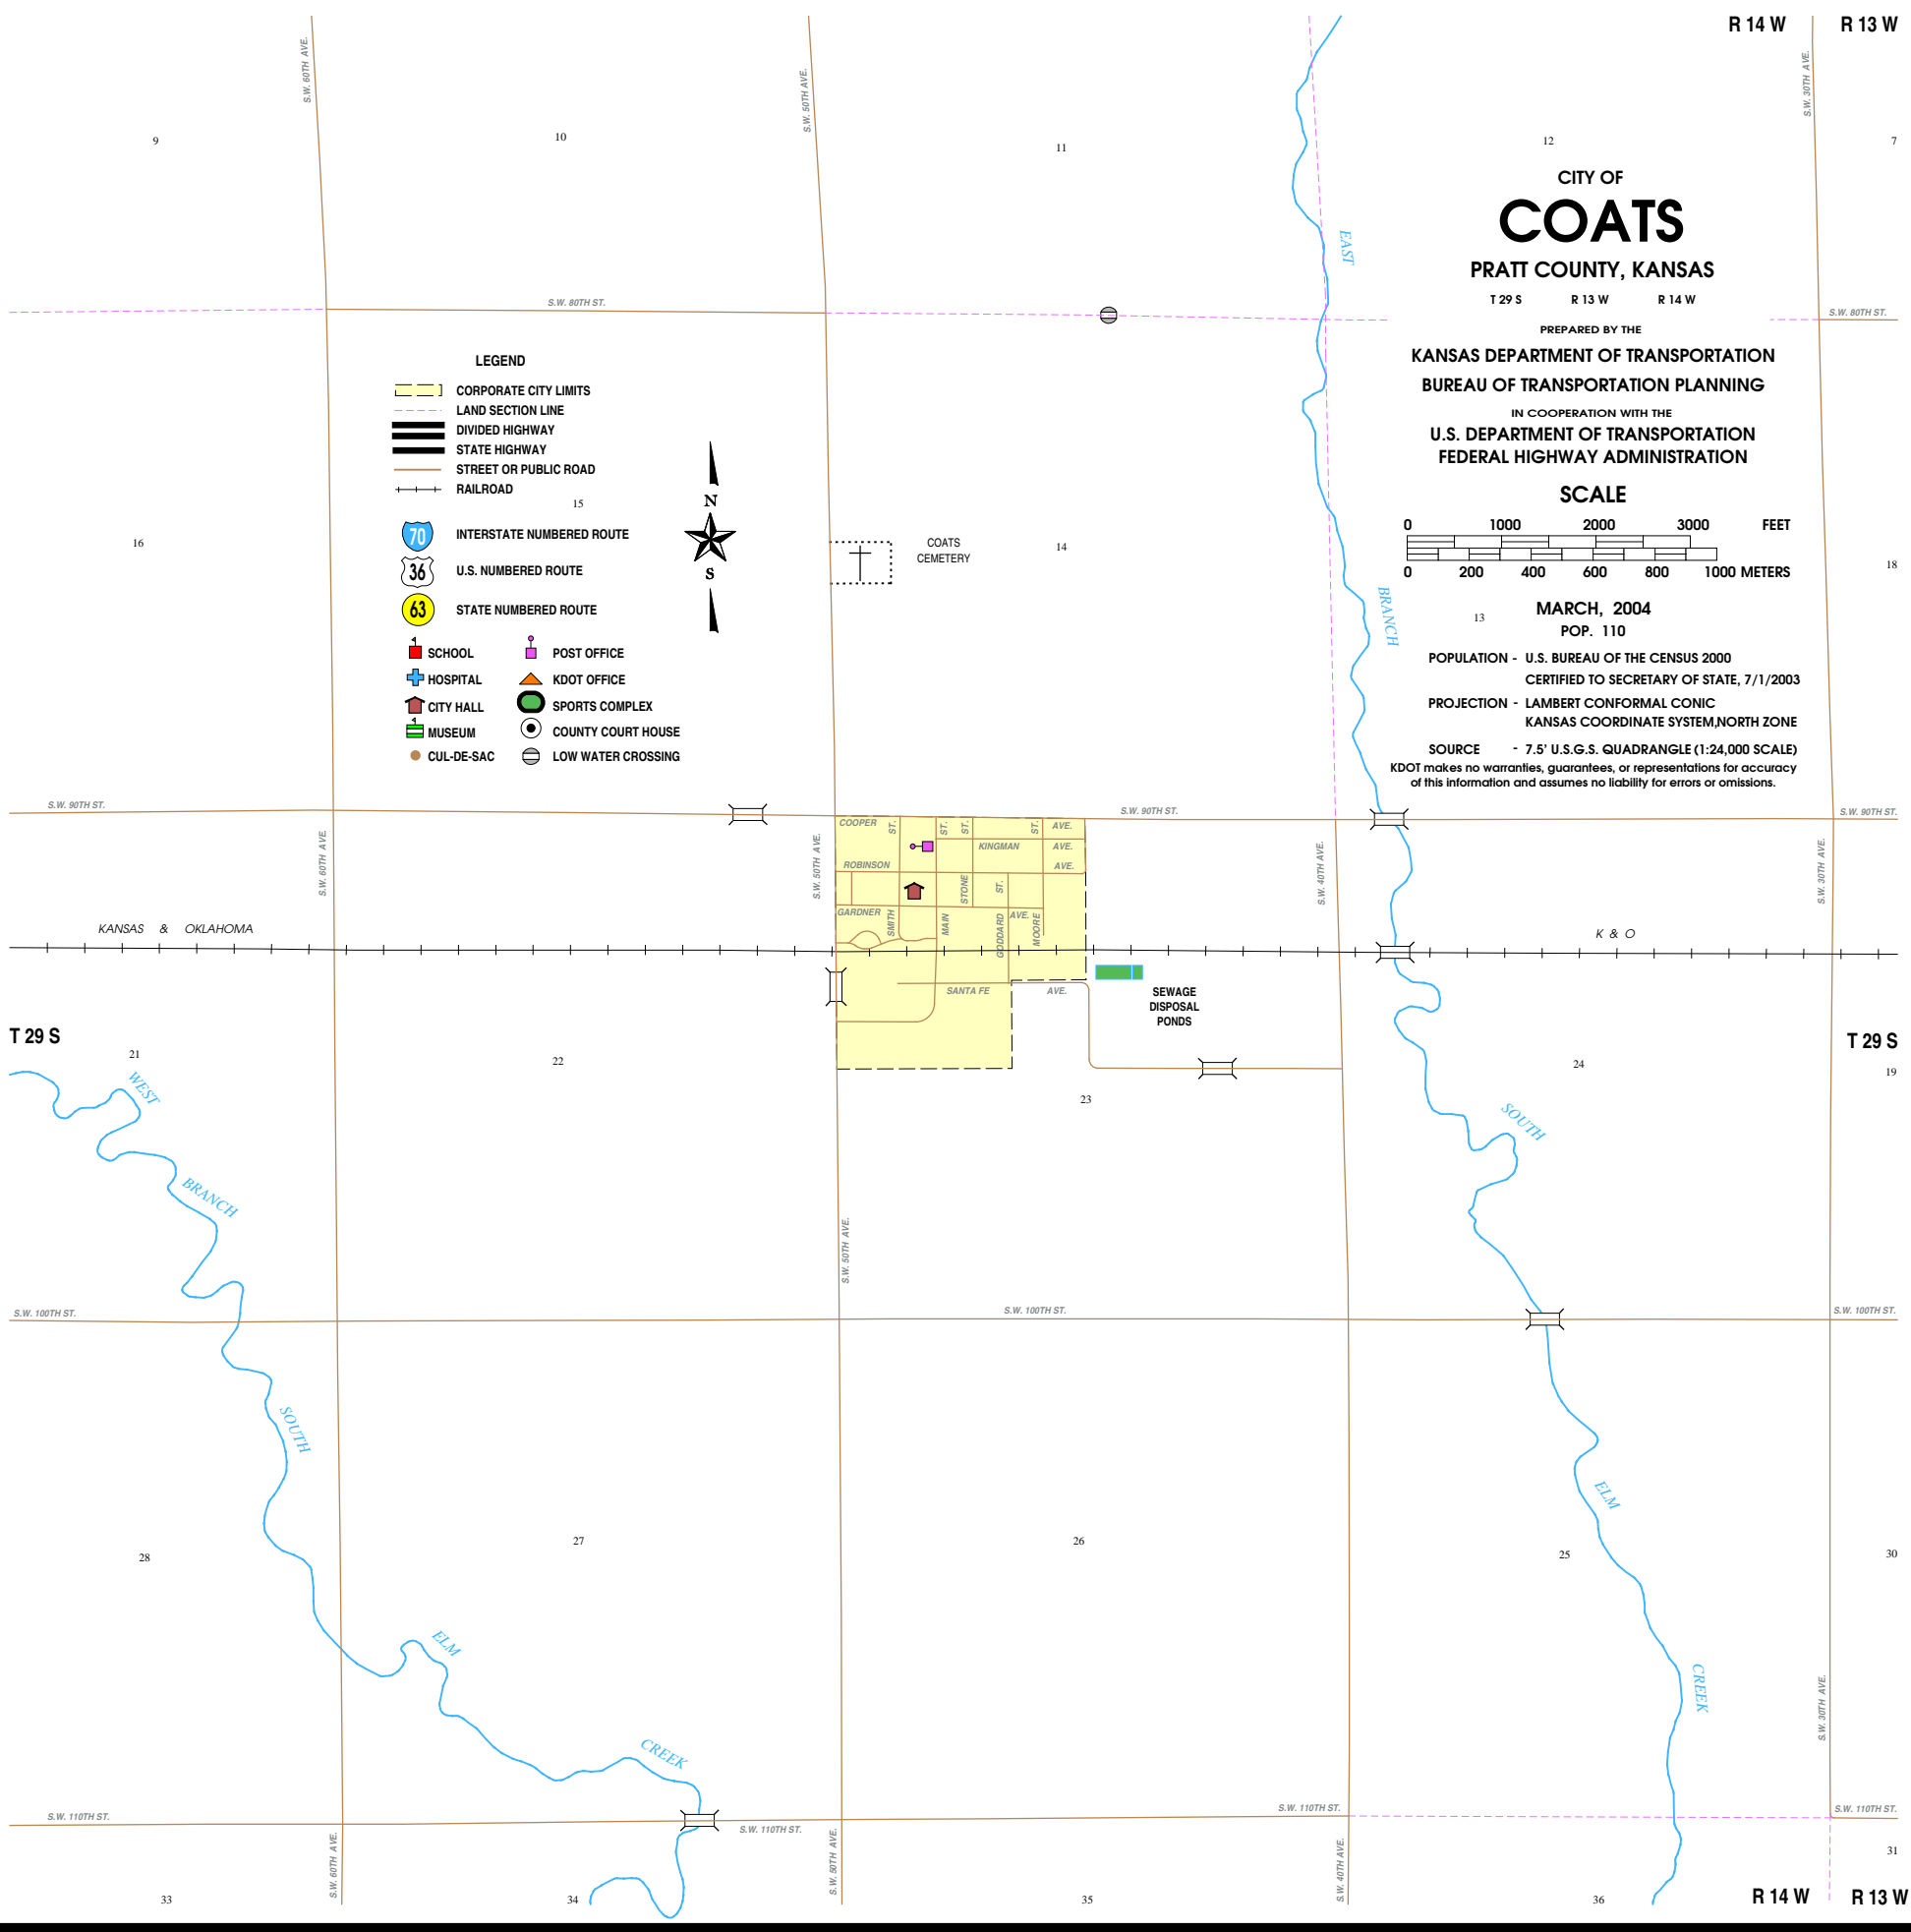 R 14 W
R 13 W
S.W. 60TH AVE.
S.W. 50TH AVE.
S.W. 30TH AVE.
9
10
11
12
7
CITY OF
COATS
PRATT COUNTY, KANSAS
T 29 S R 13 W R 14 W
PREPARED BY THE
KANSAS DEPARTMENT OF TRANSPORTATION
BUREAU OF TRANSPORTATION PLANNING
IN COOPERATION WITH THE
U.S. DEPARTMENT OF TRANSPORTATION
FEDERAL HIGHWAY ADMINISTRATION
SCALE
0 1000 2000 3000 FEET
0 200 400 600 800 1000 METERS
MARCH, 2004
POP. 110
POPULATION - U.S. BUREAU OF THE CENSUS 2000
CERTIFIED TO SECRETARY OF STATE, 7/1/2003
PROJECTION - LAMBERT CONFORMAL CONIC
KANSAS COORDINATE SYSTEM,NORTH ZONE
SOURCE - 7.5' U.S.G.S. QUADRANGLE (1:24,000 SCALE)
KDOT makes no warranties, guarantees, or representations for accuracy
of this information and assumes no liability for errors or omissions.
EAST
BRANCH
S.W. 80TH ST.
S.W. 80TH ST.
LEGEND
CORPORATE CITY LIMITS
LAND SECTION LINE
DIVIDED HIGHWAY
STATE HIGHWAY
STREET OR PUBLIC ROAD
RAILROAD
70 INTERSTATE NUMBERED ROUTE
36 U.S. NUMBERED ROUTE
63 STATE NUMBERED ROUTE
SCHOOL
POST OFFICE
HOSPITAL
KDOT OFFICE
CITY HALL
SPORTS COMPLEX
MUSEUM
COUNTY COURT HOUSE
CUL-DE-SAC
LOW WATER CROSSING
N
S
15
16
COATS
CEMETERY
14
13
18
S.W. 90TH ST.
S.W. 90TH ST.
S.W. 90TH ST.
S.W. 60TH AVE.
S.W. 50TH AVE.
S.W. 40TH AVE.
S.W. 30TH AVE.
COOPER
ST.
ST.
ST.
ST.
AVE.
KINGMAN
AVE.
ROBINSON
AVE.
STONE
ST.
GARDNER
AVE.
SMITH
MAIN
GODDARD
MOORE
KANSAS & OKLAHOMA
K & O
SANTA FE
AVE.
SEWAGE
DISPOSAL
PONDS
T 29 S
T 29 S
21
22
23
24
19
WEST
BRANCH
SOUTH
ELM
CREEK
SOUTH
ELM
CREEK
S.W. 50TH AVE.
S.W. 100TH ST.
S.W. 100TH ST.
S.W. 100TH ST.
28
27
26
25
30
S.W. 30TH AVE.
S.W. 110TH ST.
S.W. 110TH ST.
S.W. 110TH ST.
S.W. 110TH ST.
S.W. 60TH AVE.
S.W. 50TH AVE.
S.W. 40TH AVE.
31
33
34
35
36
R 14 W
R 13 W